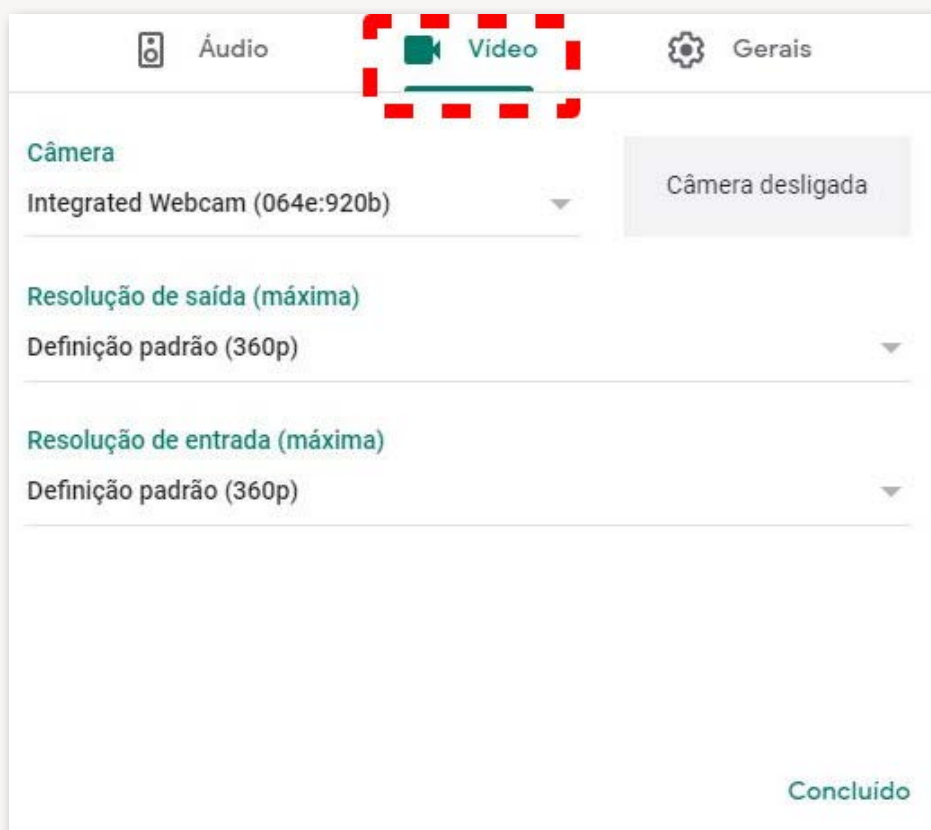 Áudio
Vídeo
Gerais
Câmera
Integrated Webcam (064e:920b)
Câmera desligada
Resolução de saída (máxima)
Definição padrão (360p)
Resolução de entrada (máxima)
Definição padrão (360p)
Concluído